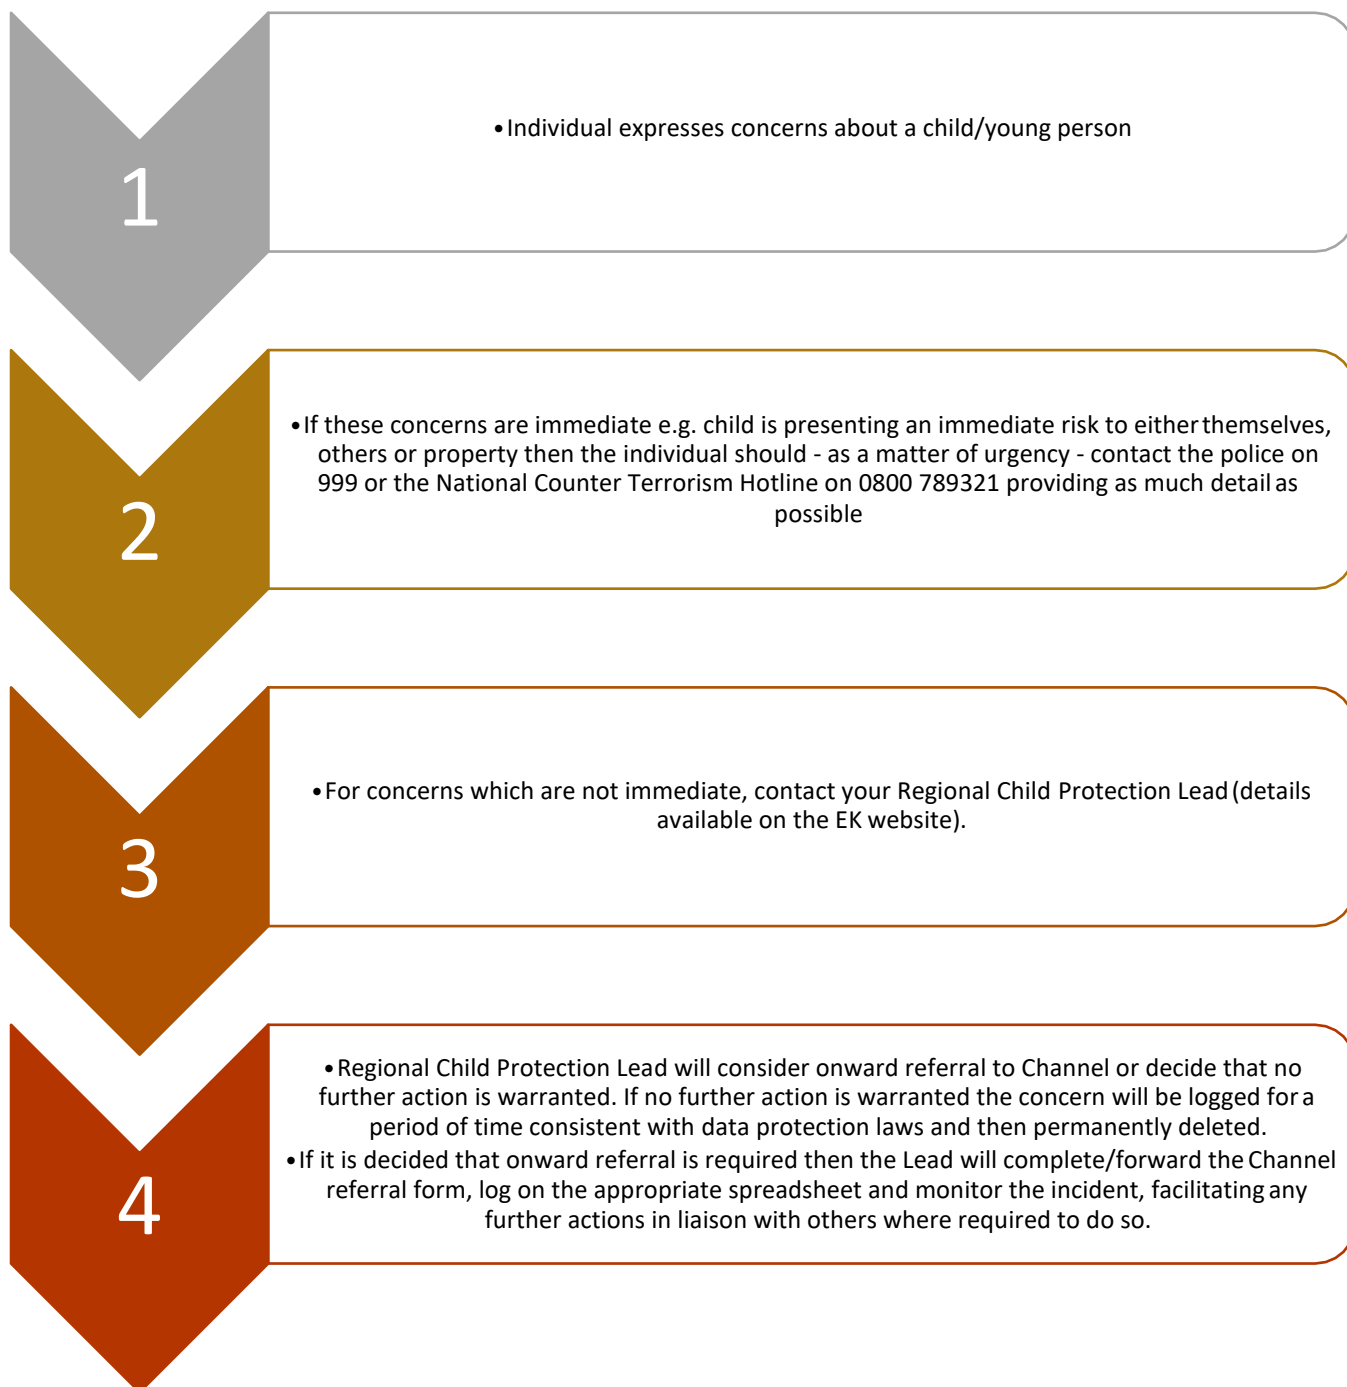 1
•Individual expresses concerns about a child/young person
2
•If these concerns are immediate e.g. child is presenting an immediate risk to either themselves,
others or property then the individual should - as a matter of urgency - contact the police on
999 or the National Counter Terrorism Hotline on 0800 789321 providing as much detail as
possible
3
•For concerns which are not immediate, contact your Regional Child Protection Lead (details
available on the EK website).
4
•Regional Child Protection Lead will consider onward referral to Channel or decide that no
further action is warranted. If no further action is warranted the concern will be logged for a
period of time consistent with data protection laws and then permanently deleted.
•If it is decided that onward referral is required then the Lead will complete/forward the Channel
referral form, log on the appropriate spreadsheet and monitor the incident, facilitating any
further actions in liaison with others where required to do so.